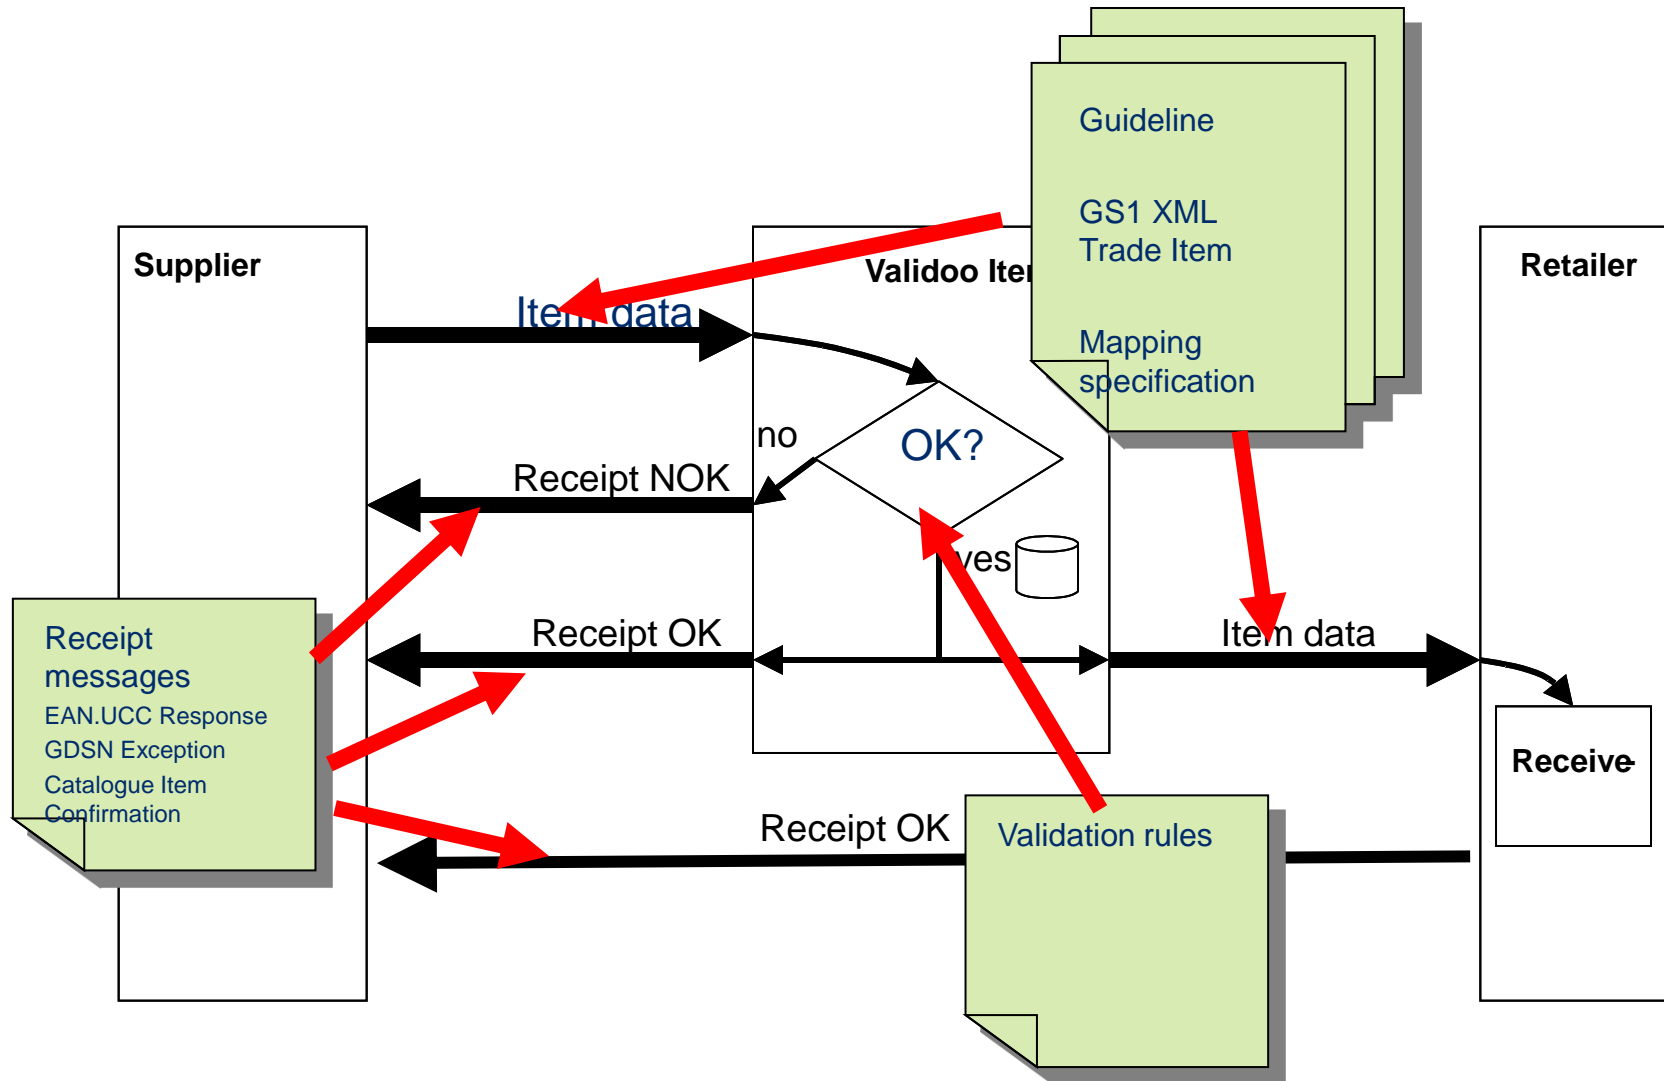 Guideline
GS1 XML
Trade Item
Mapping
specification
Supplier
Validoo Iter
Retailer
Item data
OK?
no
Receipt NOK
yes
Receipt OK
Item data
Receipt
messages
EAN.UCC Response
GDSN Exception
Catalogue Item
Confirmation
Receive-
Receipt OK
Validation rules